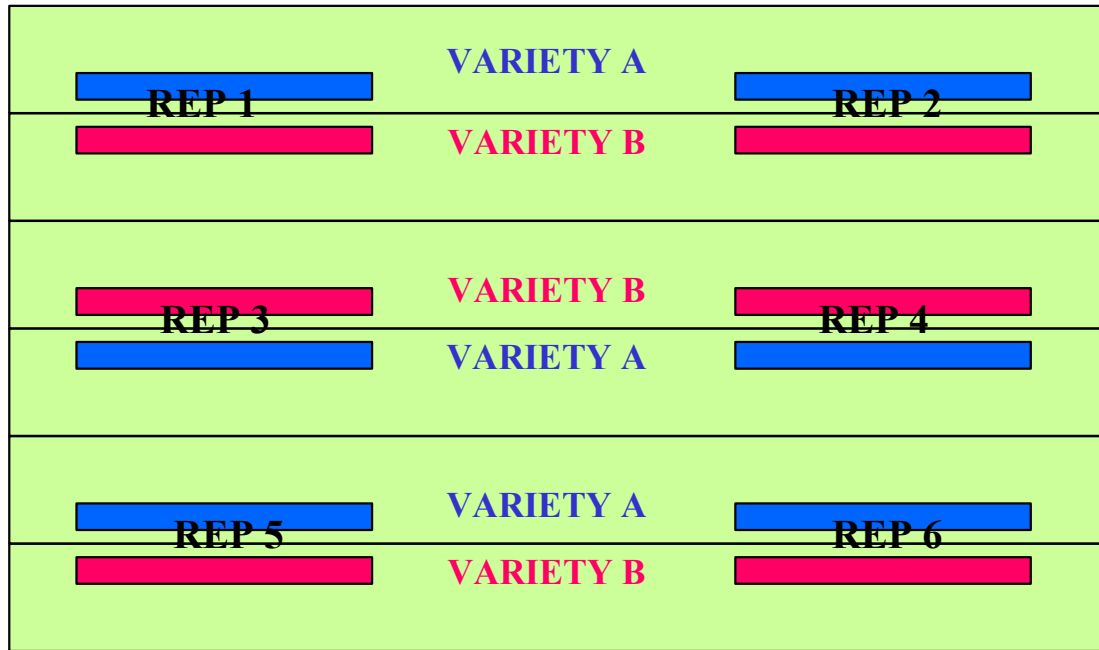 VARIETY A
REP 1
REP 2
VARIETY B
VARIETY B
REP 3
REP 4
VARIETY A
VARIETY A
REP 5
REP 6
VARIETY B